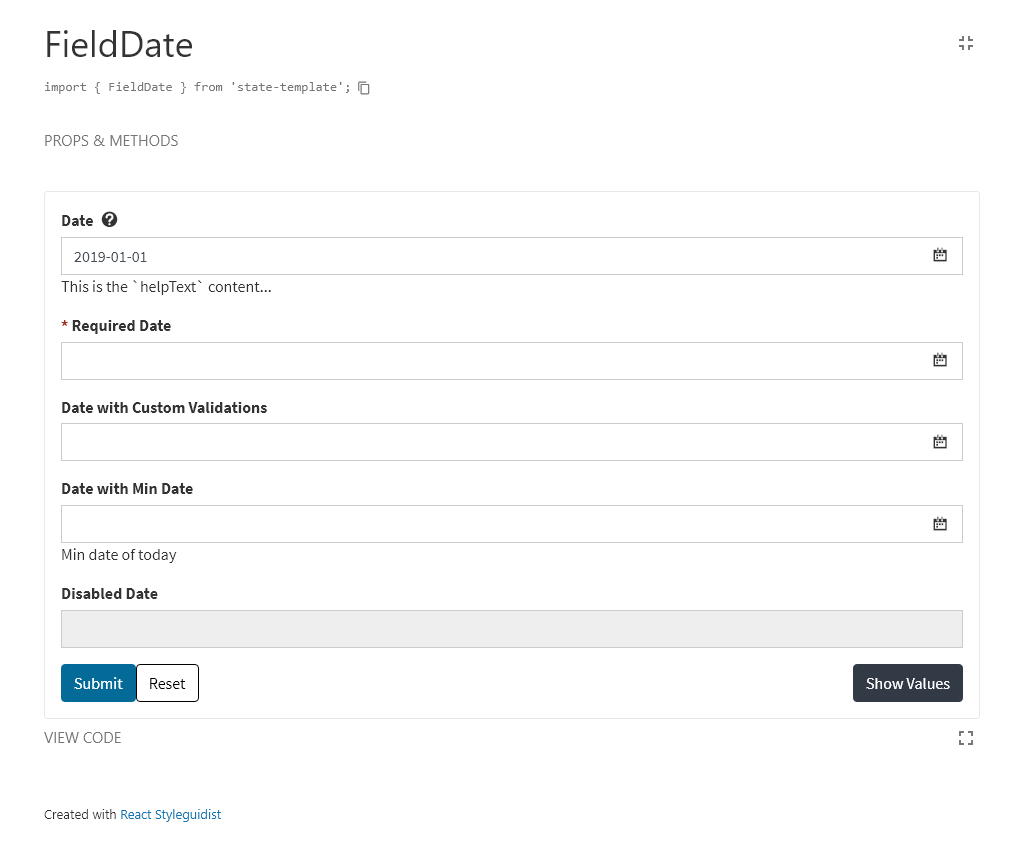 FieldDate
import { FieldDate } from 'state-template';
PROPS & METHODS
Date
2019-01-01
This is the `helpText` content...
* Required Date
Date with Custom Validations
Date with Min Date
Min date of today
Disabled Date
Submit Reset Show Values
VIEW CODE
Created with React Styleguidist